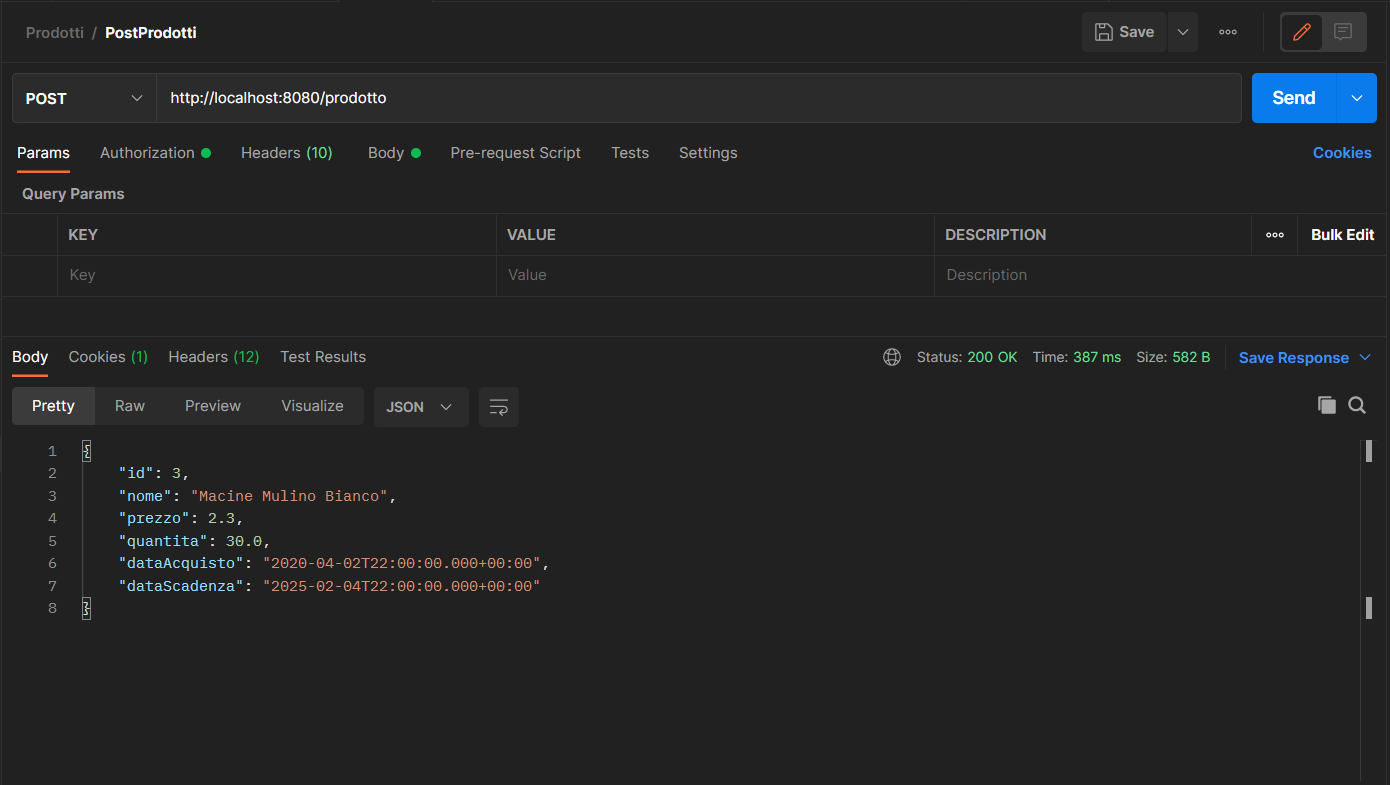 Prodotti / PostProdotti
Save
POST http://localhost:8080/prodotto Send
Params Authorization Headers (10) Body Pre-request Script Tests Settings Cookies
Query Params
KEY VALUE DESCRIPTION Bulk Edit
Key Value Description
Body Cookies (1) Headers (12) Test Results Status: 200 OK Time: 387 ms Size: 582 B Save Response
Pretty Raw Preview Visualize JSON
1 {
2 "id": 3,
3 "nome": "Macine Mulino Bianco",
4 "prezzo": 2.3,
5 "quantita": 30.0,
6 "dataAcquisto": "2020-04-02T22:00:00.000+00:00",
7 "dataScadenza": "2025-02-04T22:00:00.000+00:00"
8 }